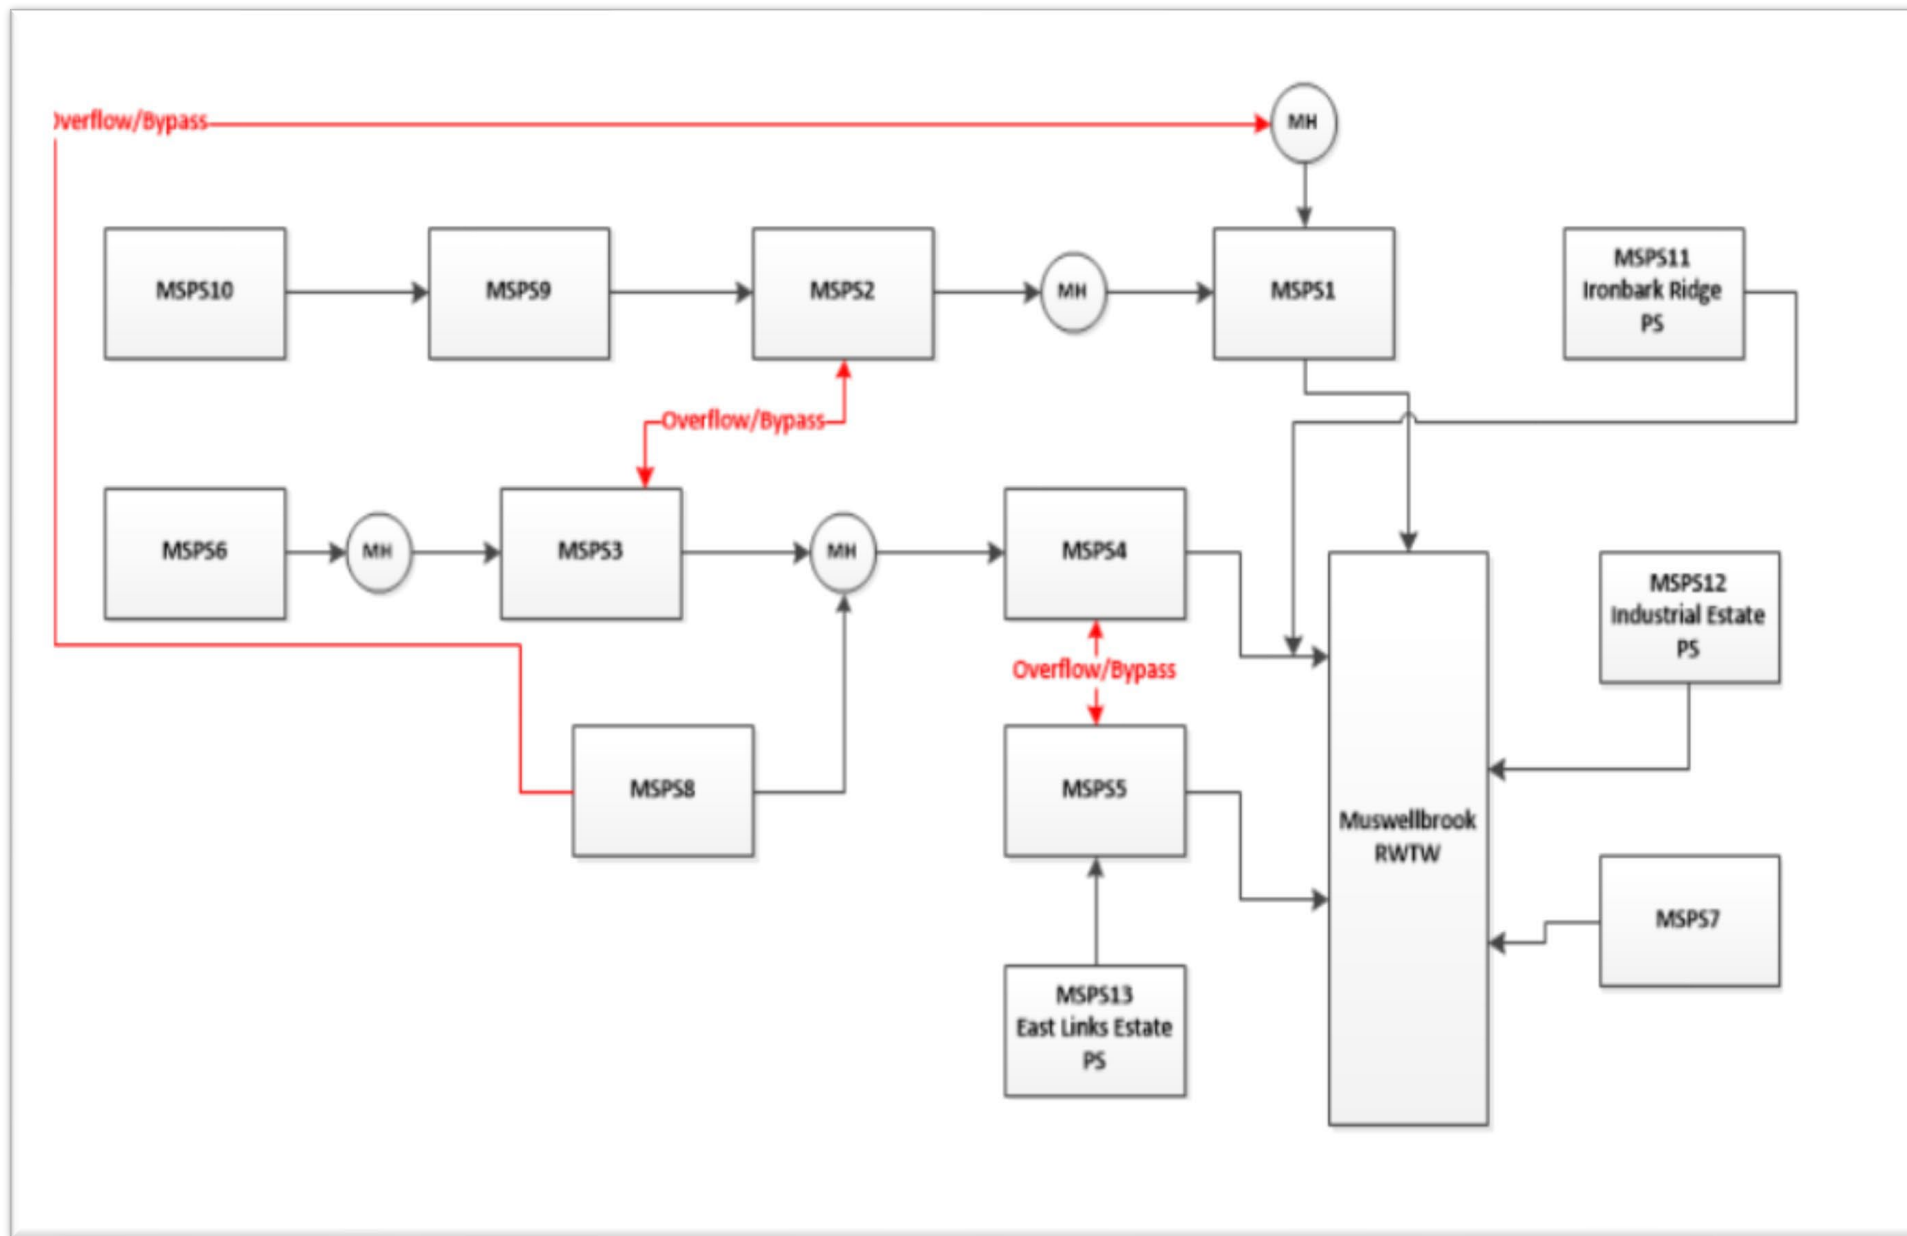 Overflow/Bypass
MH
MSPS10
MSPS9
MSPS2
MH
MSPS1
MSPS11
Ironbark Ridge
PS
Overflow/Bypass
MSPS6
MH
MSPS3
MH
MSPS4
MSPS12
Industrial Estate
PS
Overflow/Bypass
MSPS8
MSPS5
Muswellbrook
RWTW
MSPS7
MSPS13
East Links Estate
PS